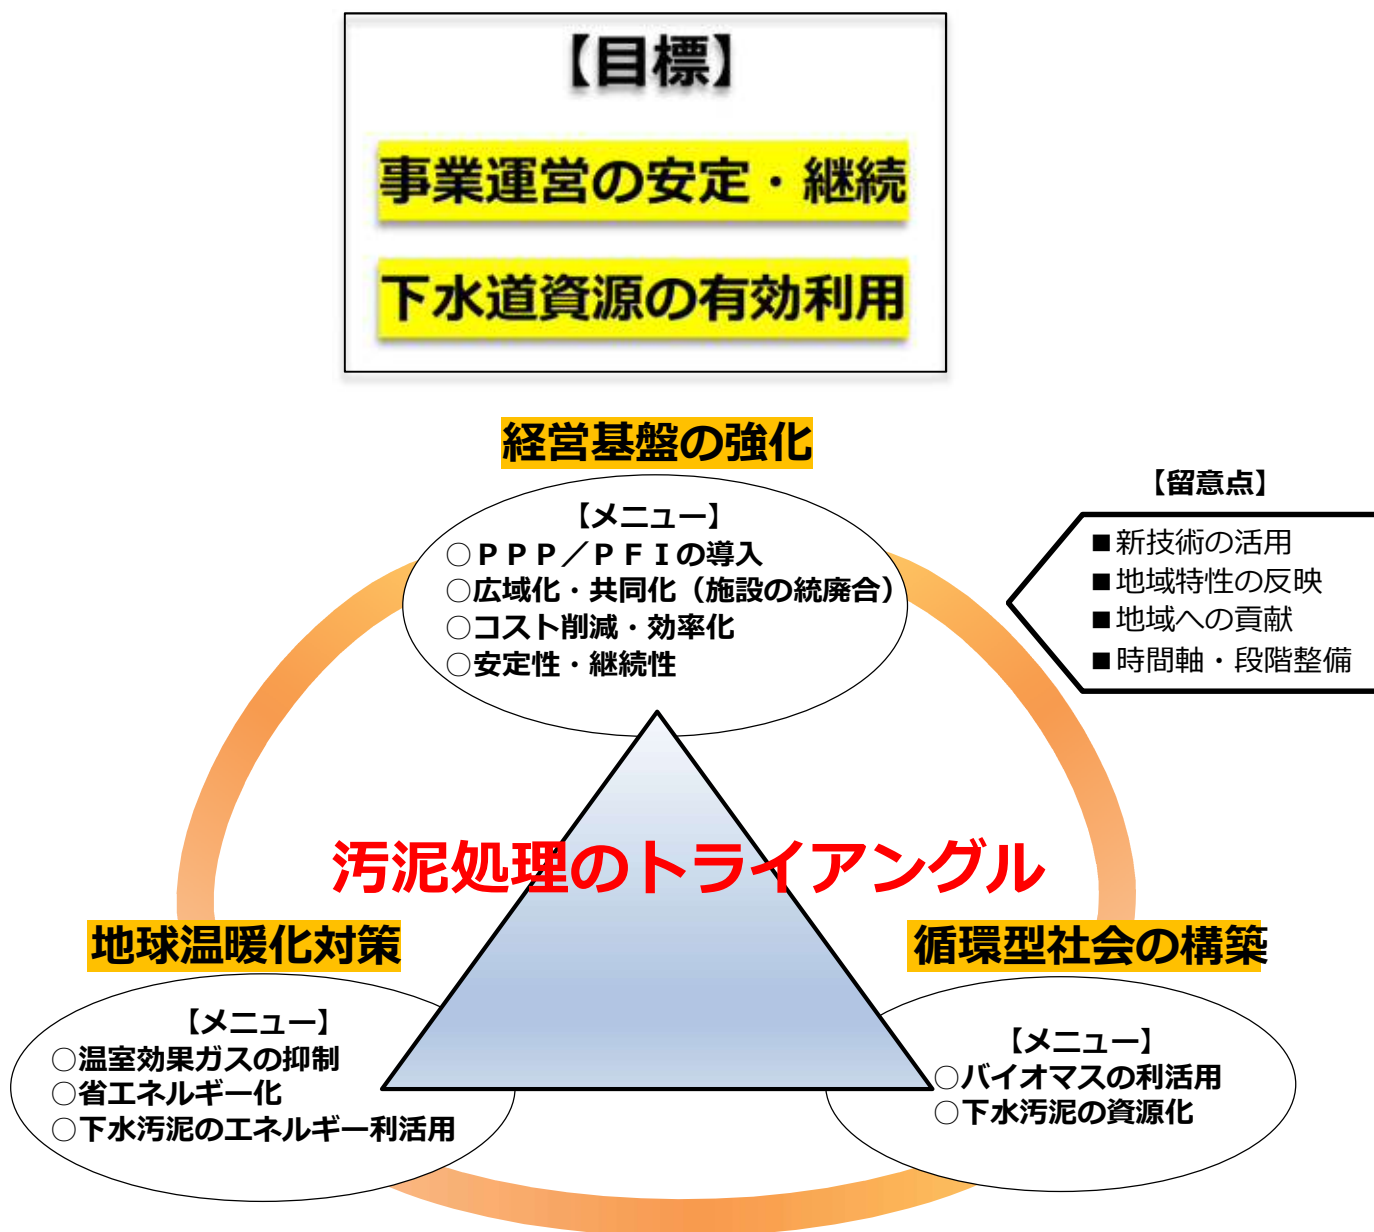 【目標】
事業運営の安定・継続
下水道資源の有効利用
経営基盤の強化
【メニュー】
○ＰＰＰ／ＰＦＩの導入
○広域化・共同化（施設の統廃合）
○コスト削減・効率化
○安定性・継続性
【留意点】
■新技術の活用
■地域特性の反映
■地域への貢献
■時間軸・段階整備
汚泥処理のトライアングル
地球温暖化対策
【メニュー】
○温室効果ガスの抑制
○省エネルギー化
○下水汚泥のエネルギー利活用
循環型社会の構築
【メニュー】
○バイオマスの利活用
○下水汚泥の資源化